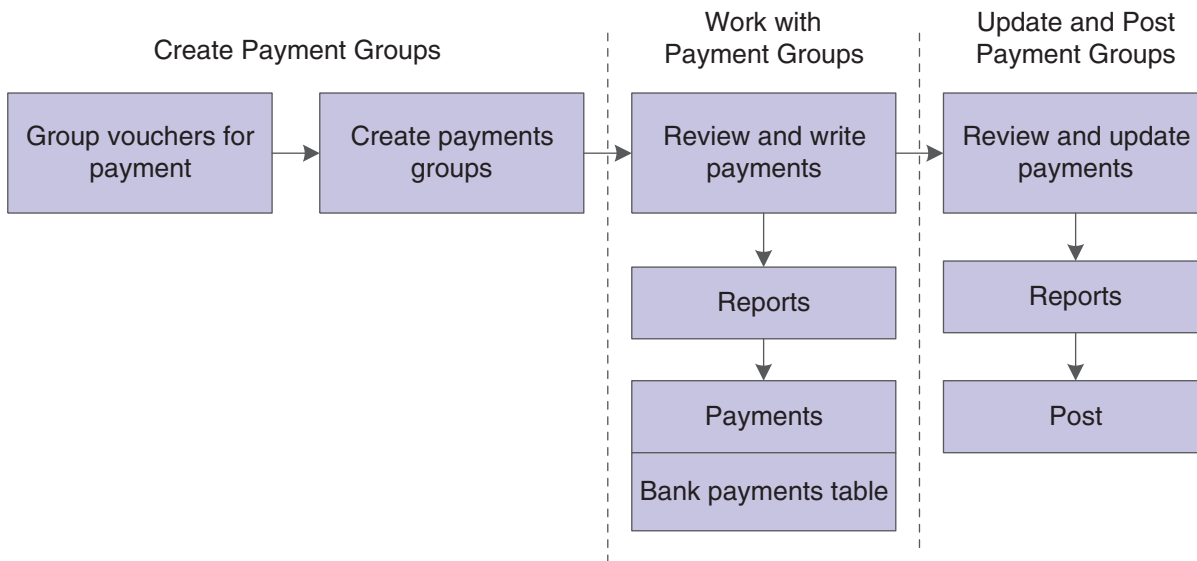 Create Payment Groups
Work with
Payment Groups
Update and Post
Payment Groups
Group vouchers for
payment
Create payments
groups
Review and write
payments
Review and update
payments
Reports
Reports
Payments
Post
Bank payments table